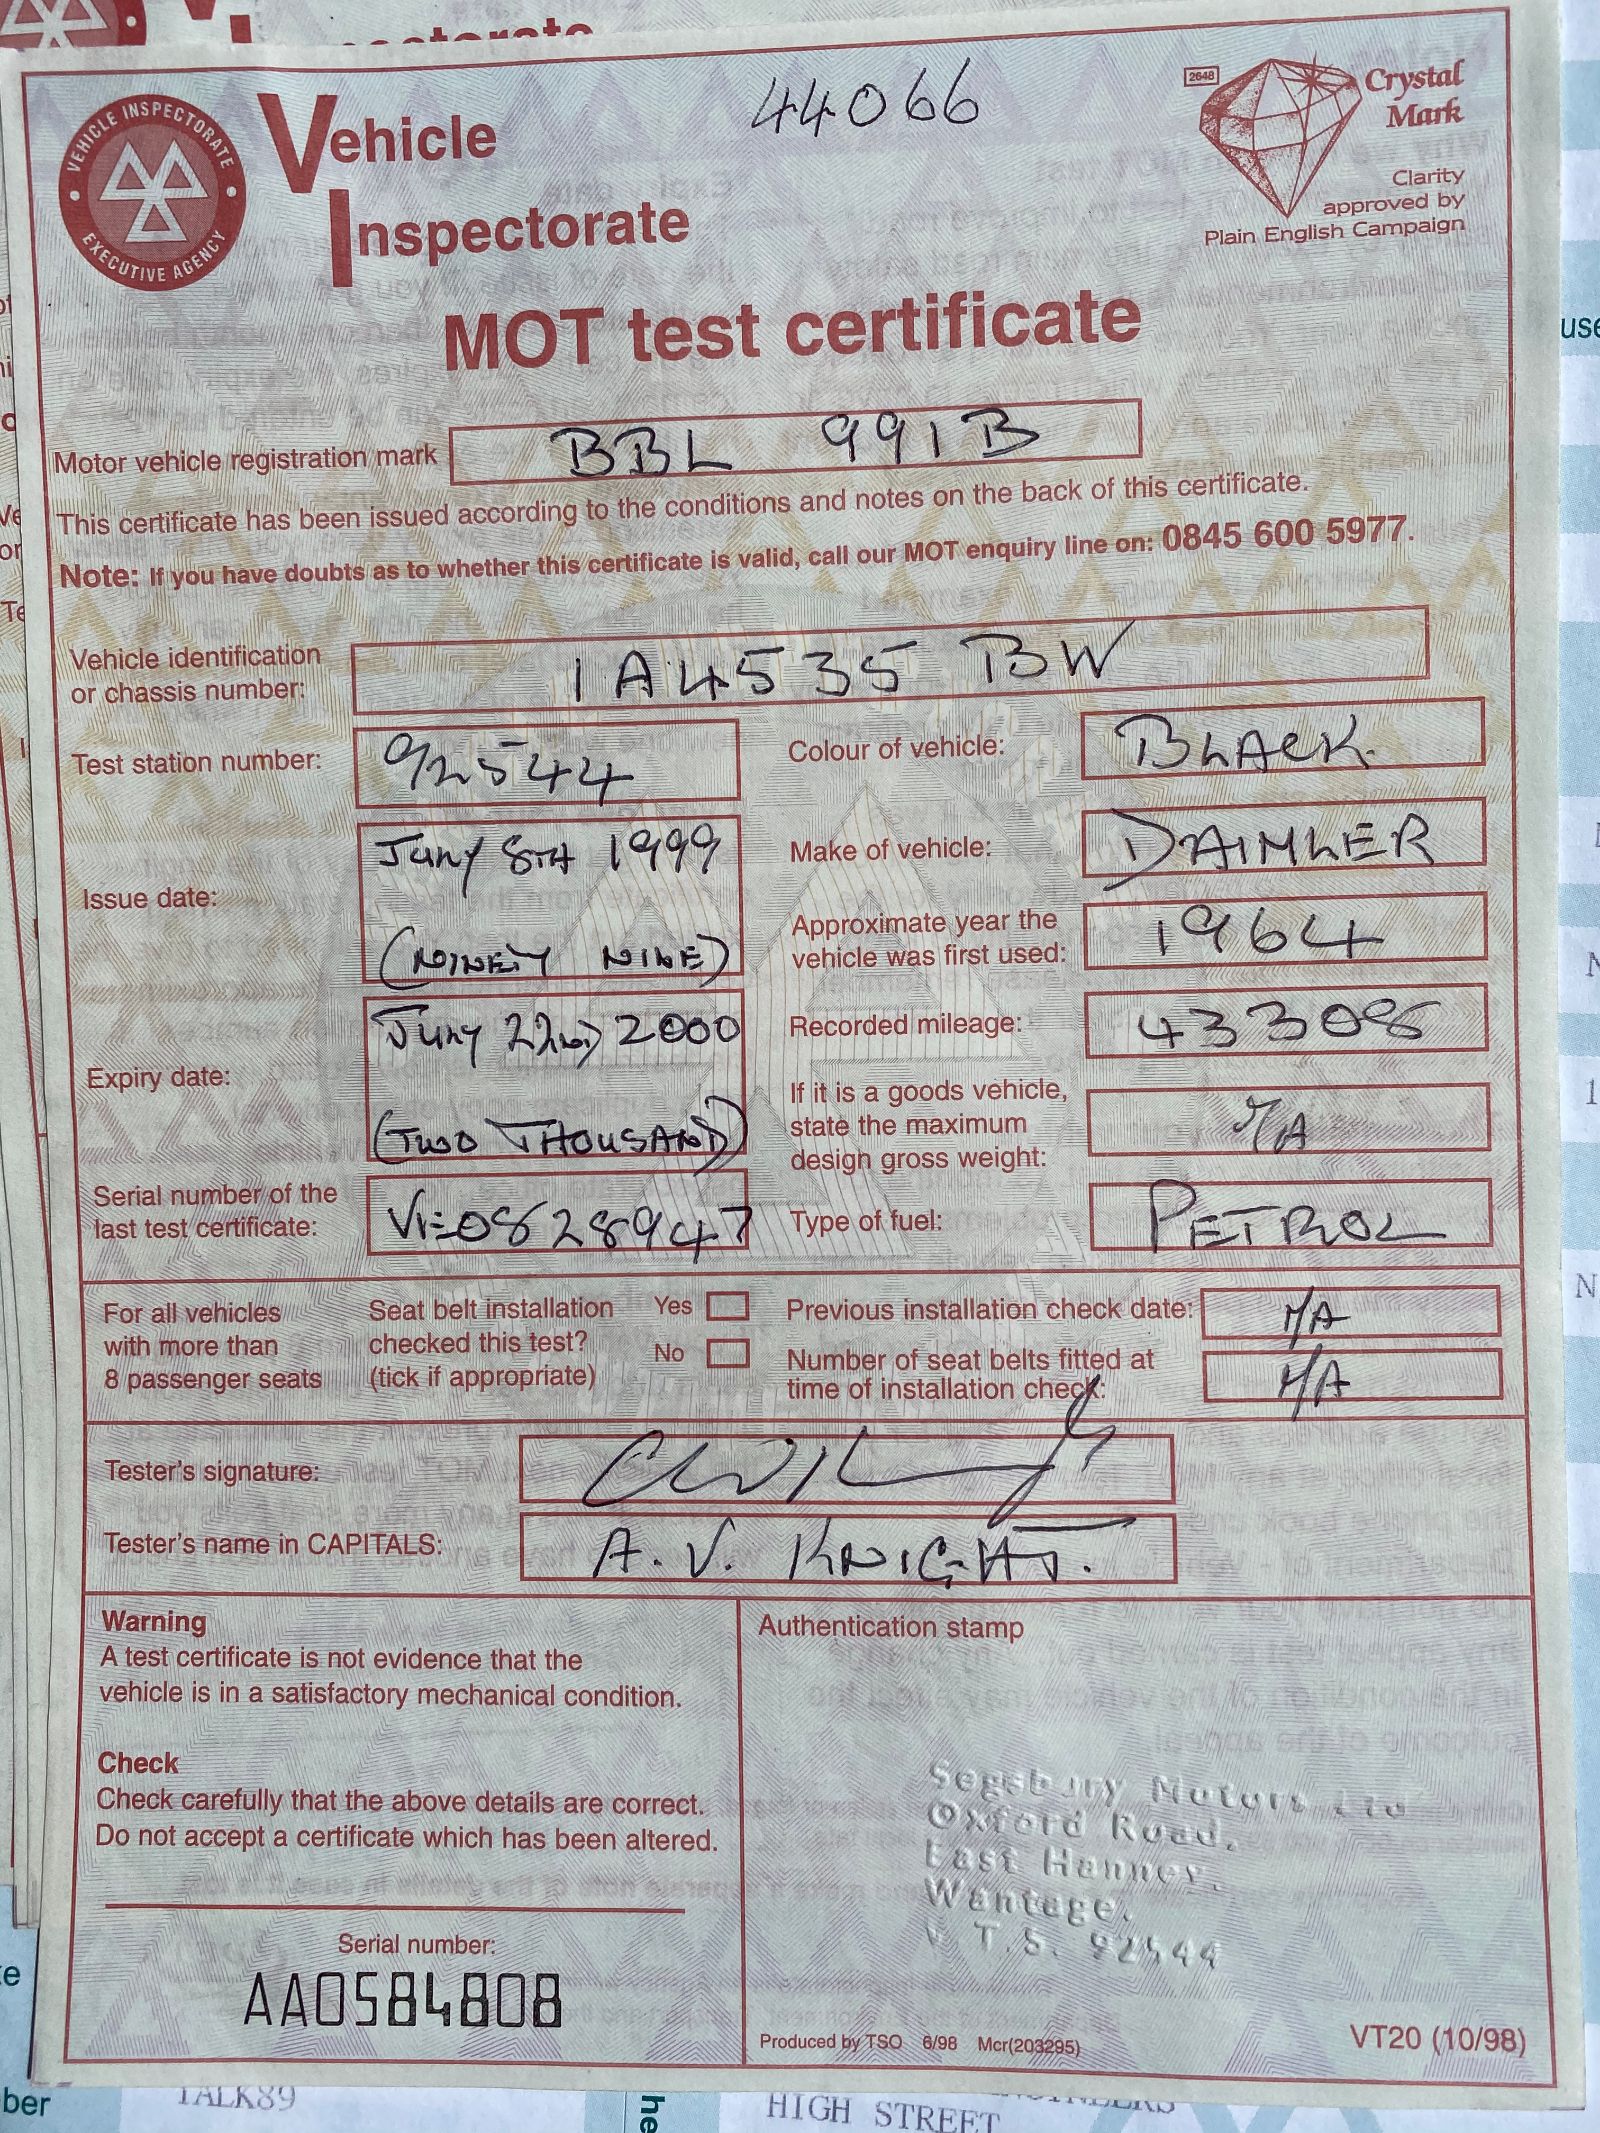 44066
2648
Crystal
Mark
Clarity
approved by
Plain English Campaign
VEHICLE INSPECTORATE
EXECUTIVE AGENCY
Vehicle
Inspectorate
MOT test certificate
Motor vehicle registration mark BBL 991B
This certificate has been issued according to the conditions and notes on the back of this certificate.
Note: If you have doubts as to whether this certificate is valid, call our MOT enquiry line on: 0845 600 5977.
Vehicle identification
or chassis number: 1A4535 BW
Test station number: 92544
Colour of vehicle: BLACK.
Issue date: JULY 8TH 1999
(NINETY NINE)
Make of vehicle: DAIMLER
Approximate year the
vehicle was first used: 1964
Expiry date: JULY 22ND 2000
(TWO THOUSAND)
Recorded mileage: 43308
If it is a goods vehicle,
state the maximum
design gross weight: N/A
Serial number of the
last test certificate: VE0828947
Type of fuel: PETROL
For all vehicles
with more than
8 passenger seats
Seat belt installation
checked this test?
(tick if appropriate)
Yes
No
Previous installation check date: N/A
Number of seat belts fitted at
time of installation check: N/A
Tester's signature:
Tester's name in CAPITALS: A.V. KNIGHT.
Warning
A test certificate is not evidence that the
vehicle is in a satisfactory mechanical condition.
Check
Check carefully that the above details are correct.
Do not accept a certificate which has been altered.
Serial number:
AA0584808
Authentication stamp
Segsbury Motors Ltd
Oxford Road,
East Hanney,
Wantage.
V.T.S. 92544
Produced by TSO 6/98 Mcr(203295)
VT20 (10/98)
TALK89
HIGH STREET